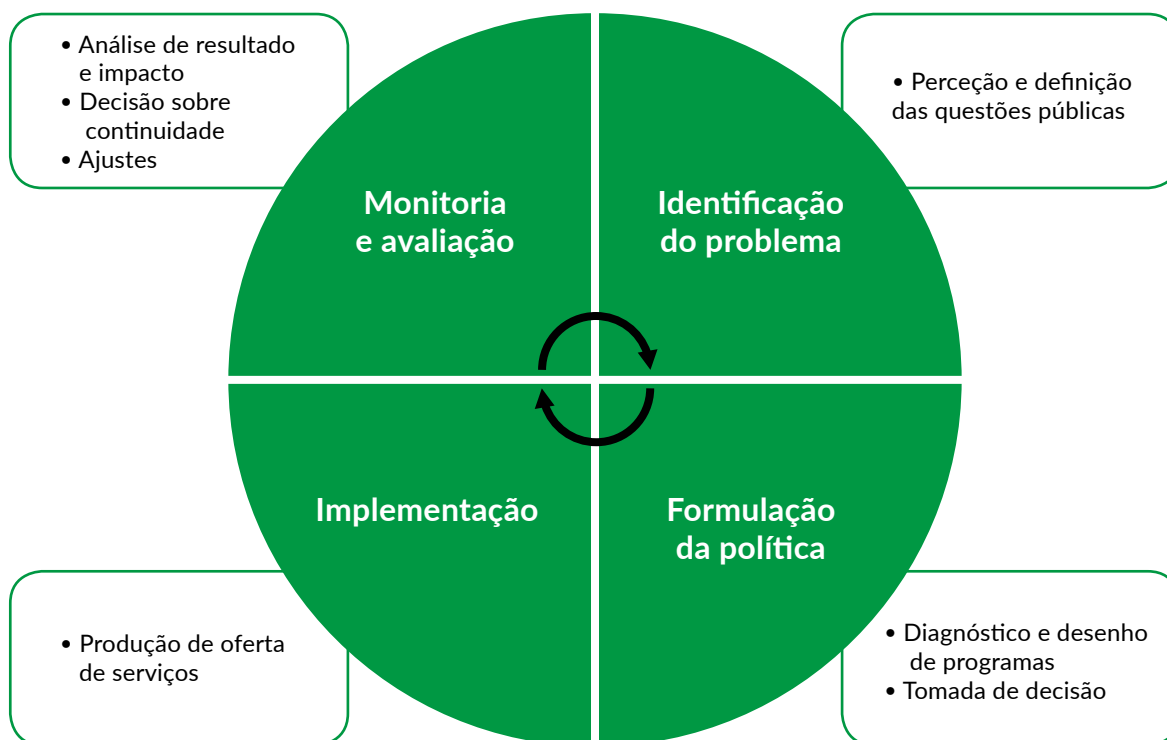 • Análise de resultado
e impacto
• Decisão sobre
continuidade
• Ajustes
• Perceção e definição
das questões públicas
Monitoria
e avaliação
Identificação
do problema
Implementação
Formulação
da política
• Produção de oferta
de serviços
• Diagnóstico e desenho
de programas
• Tomada de decisão